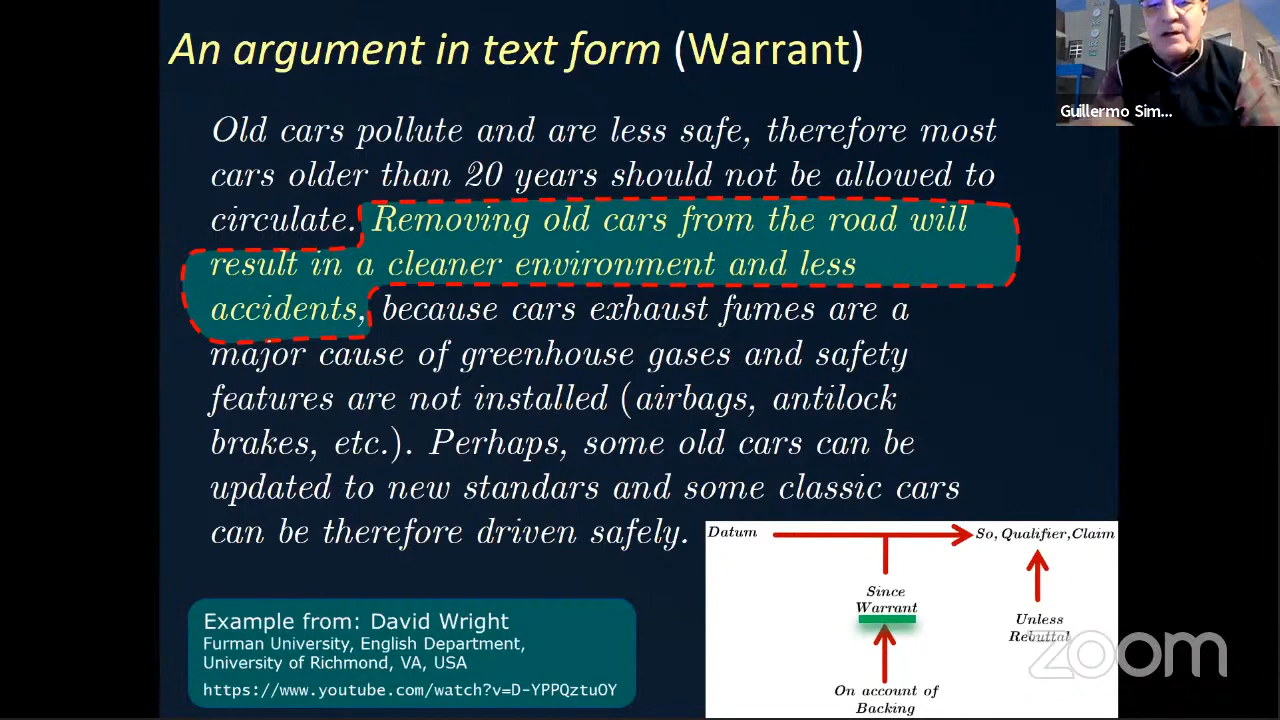 An argument in text form (Warrant)
Guillermo Sim...
Old cars pollute and are less safe, therefore most
cars older than 20 years should not be allowed to
circulate. Removing old cars from the road will
result in a cleaner environment and less
accidents, because cars exhaust fumes are a
major cause of greenhouse gases and safety
features are not installed (airbags, antilock
brakes, etc.). Perhaps, some old cars can be
updated to new standars and some classic cars
can be therefore driven safely.
Datum
So, Qualifier,Claim
Since
Warrant
Unless
Rebuttal
On account of
Backing
Example from: David Wright
Furman University, English Department,
University of Richmond, VA, USA
https://www.youtube.com/watch?v=D-YPPQztuOY
zoom